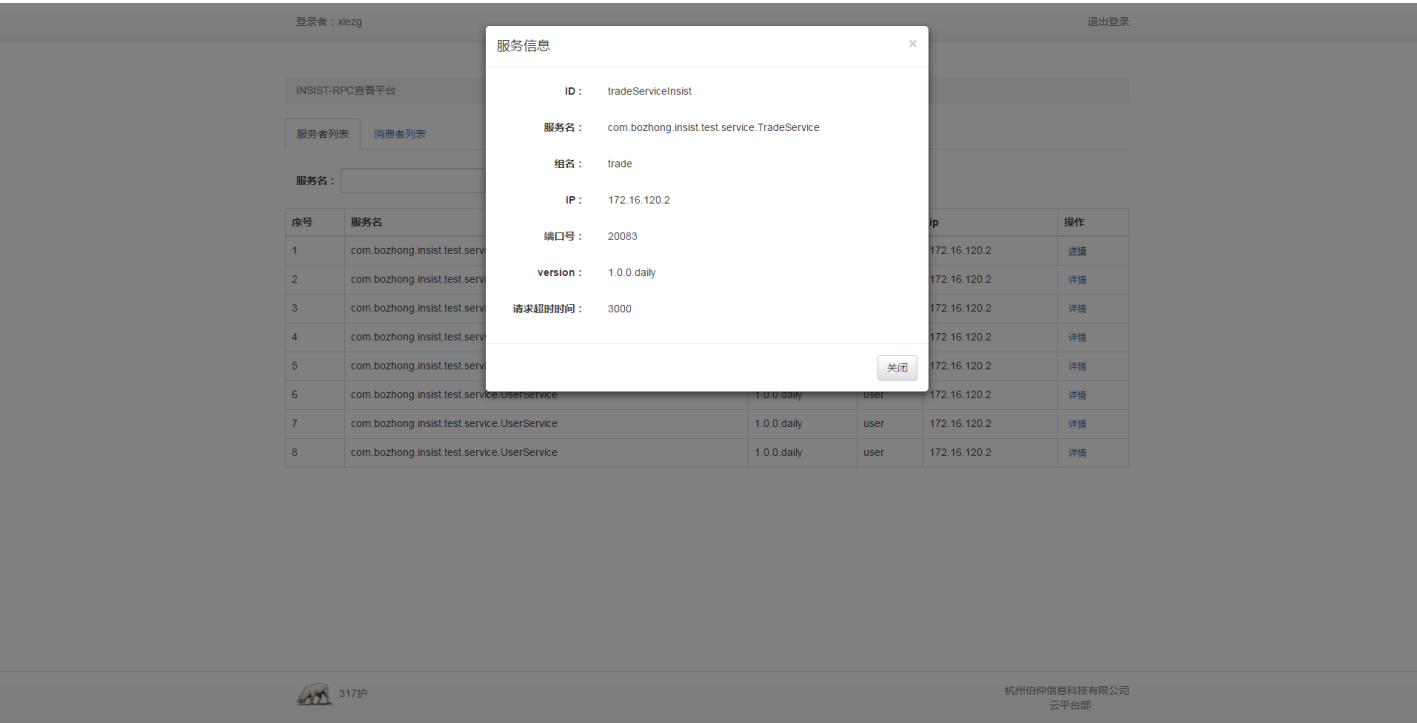 登录者：xiezg 退出登录
服务信息 ×
INSIST-RPC查看平台
服务者列表 消费者列表
服务名：
ID： tradeServiceInsist
服务名： com.bozhong.insist.test.service.TradeService
组名： trade
IP： 172.16.120.2
端口号： 20083
version： 1.0.0.daily
请求超时时间： 3000
关闭
序号 服务名 ip 操作
1 com.bozhong.insist.test.servi 172.16.120.2 详情
2 com.bozhong.insist.test.servi 172.16.120.2 详情
3 com.bozhong.insist.test.servi 172.16.120.2 详情
4 com.bozhong.insist.test.servi 172.16.120.2 详情
5 com.bozhong.insist.test.servi 172.16.120.2 详情
6 com.bozhong.insist.test.service.UserService 1.0.0.daily user 172.16.120.2 详情
7 com.bozhong.insist.test.service.UserService 1.0.0.daily user 172.16.120.2 详情
8 com.bozhong.insist.test.service.UserService 1.0.0.daily user 172.16.120.2 详情
317护 杭州伯仲信息科技有限公司
云平台部